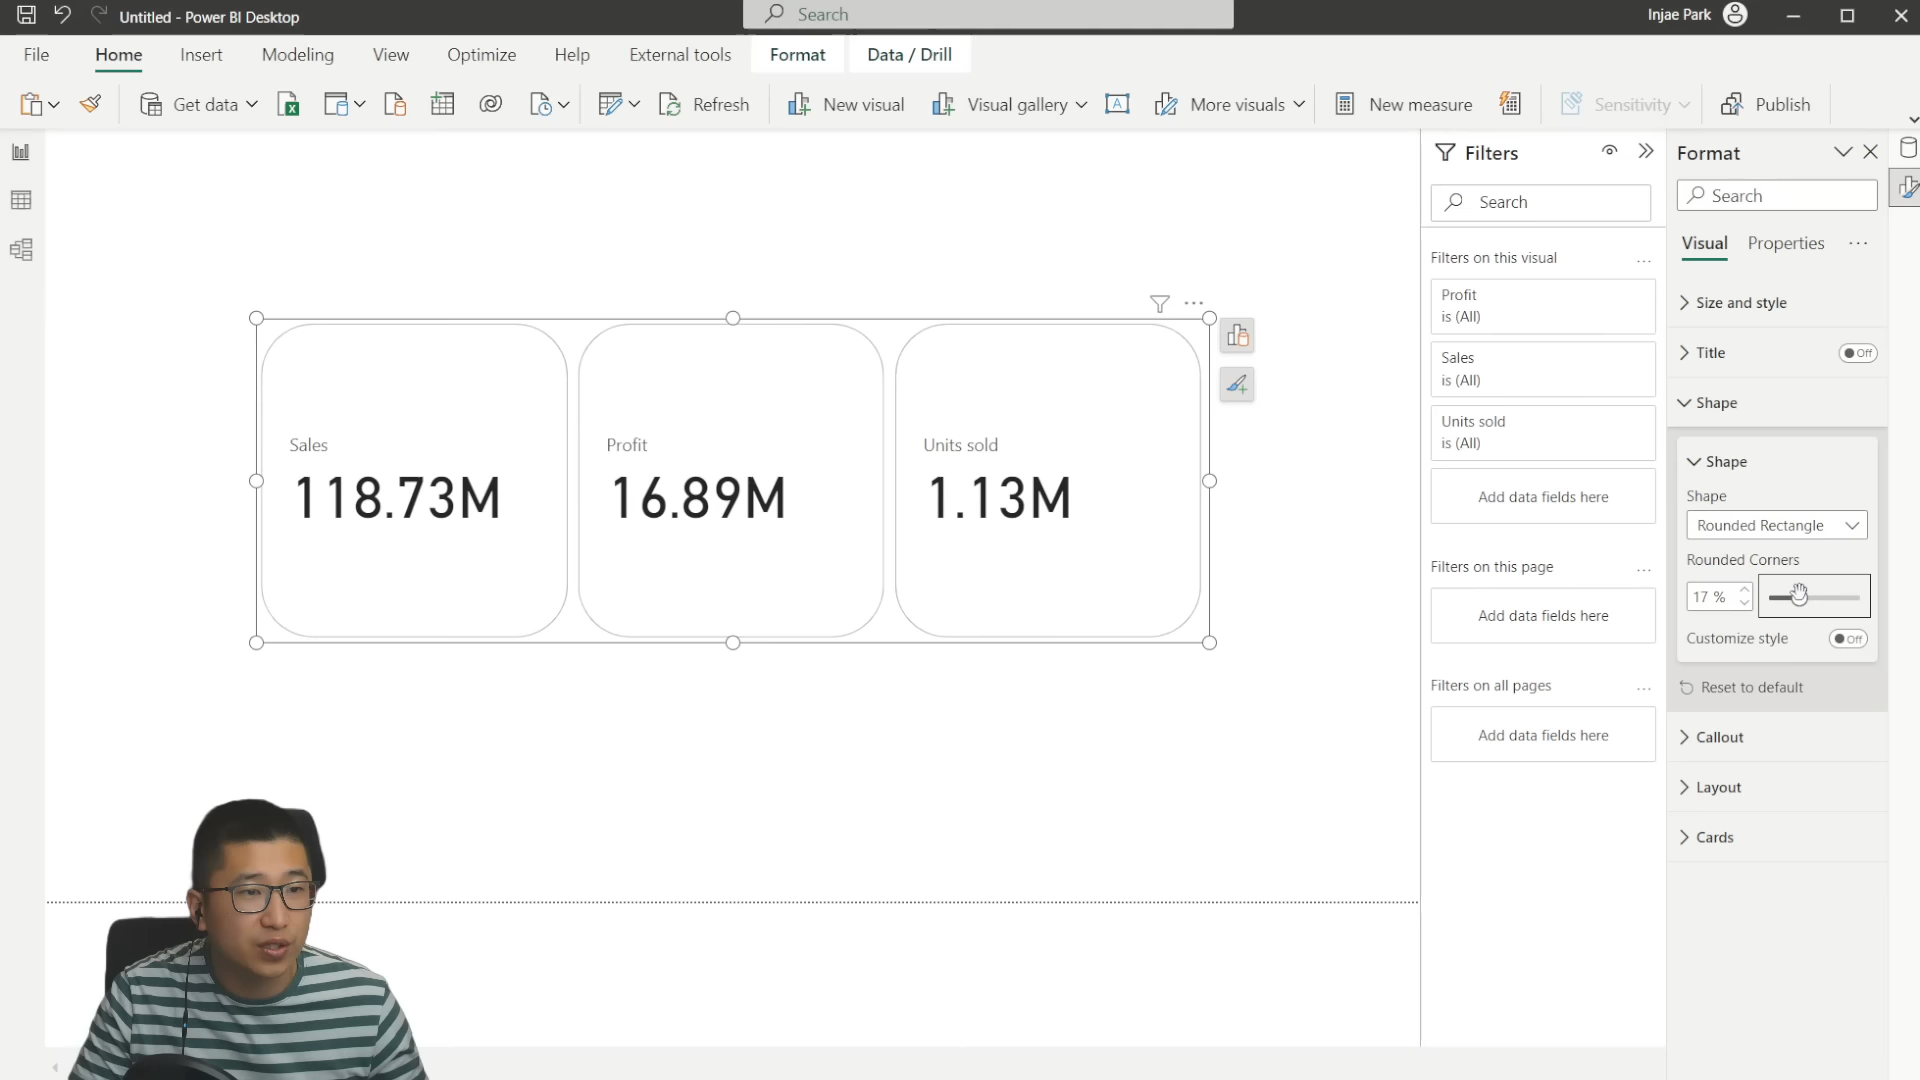 Untitled - Power BI Desktop
Search
Injae Park
File
Home
Insert
Modeling
View
Optimize
Help
External tools
Format
Data / Drill
Get data
Refresh
New visual
Visual gallery
More visuals
New measure
Sensitivity
Publish
Sales
118.73M
Profit
16.89M
Units sold
1.13M
Filters
Search
Filters on this visual
Profit
is (All)
Sales
is (All)
Units sold
is (All)
Add data fields here
Filters on this page
Add data fields here
Filters on all pages
Add data fields here
Format
Search
Visual
Properties
Size and style
Title
Off
Shape
Shape
Shape
Rounded Rectangle
Rounded Corners
17 %
Customize style
Off
Reset to default
Callout
Layout
Cards